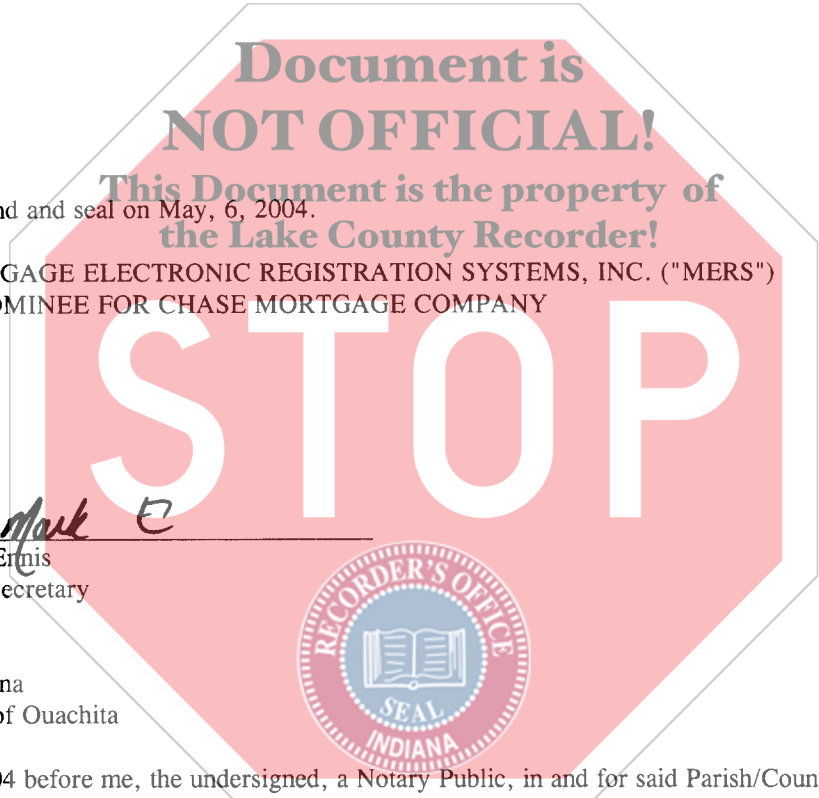 Document is
NOT OFFICIAL!
This Document is the property of
nd and seal on May, 6, 2004.
the Lake County Recorder!
GAGE ELECTRONIC REGISTRATION SYSTEMS, INC. ("MERS")
OMINEE FOR CHASE MORTGAGE COMPANY
STOP
Mark E
Ennis
ecretary
RECORDER'S OFFICE
SEAL
INDIANA
na
of Ouachita
04 before me, the undersigned, a Notary Public, in and for said Parish/Coun